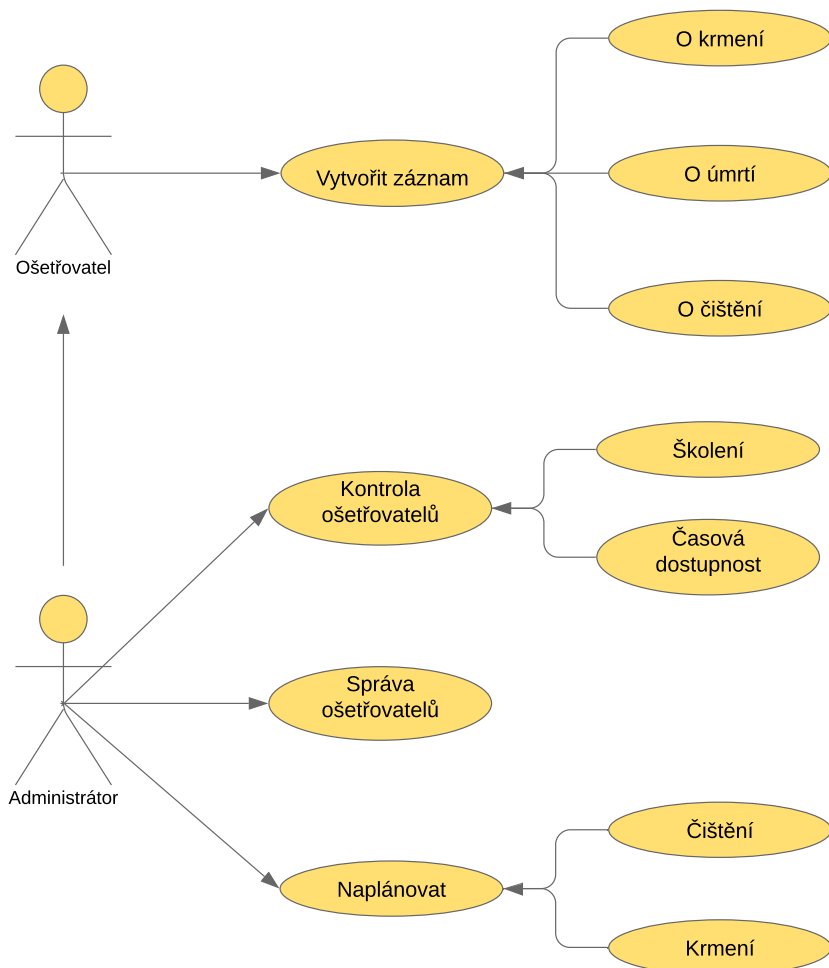 O krmení
Vytvořit záznam
O úmrtí
Ošetřovatel
O čištění
Školení
Kontrola
ošetřovatelů
Časová
dostupnost
Správa
ošetřovatelů
Administrátor
Čištění
Naplánovat
Krmení